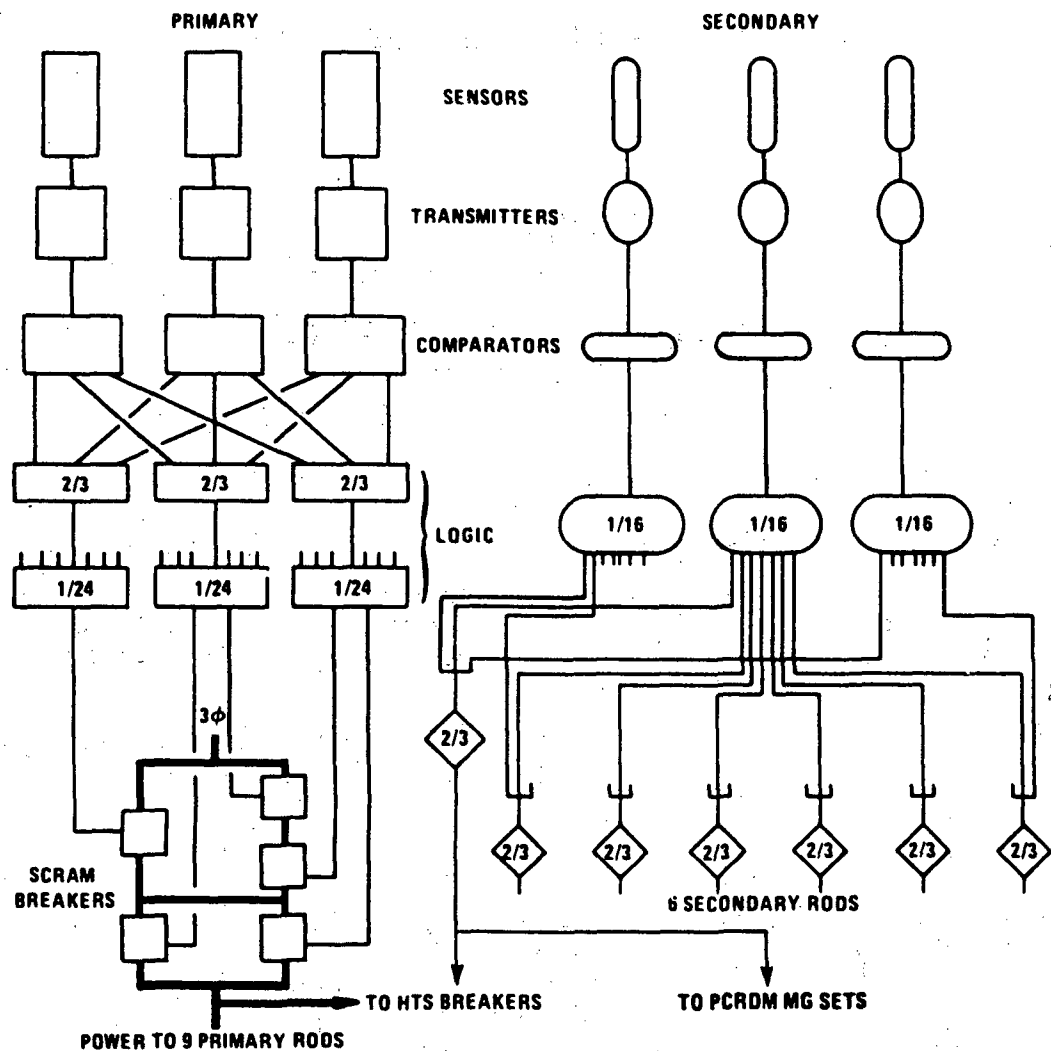 PRIMARY
SECONDARY
SENSORS
TRANSMITTERS
COMPARATORS
2/3
2/3
2/3
LOGIC
1/16
1/16
1/16
1/24
1/24
1/24
3ϕ
2/3
2/3
2/3
2/3
2/3
2/3
2/3
SCRAM
BREAKERS
6 SECONDARY RODS
TO HTS BREAKERS
TO PCRDM MG SETS
POWER TO 9 PRIMARY RODS